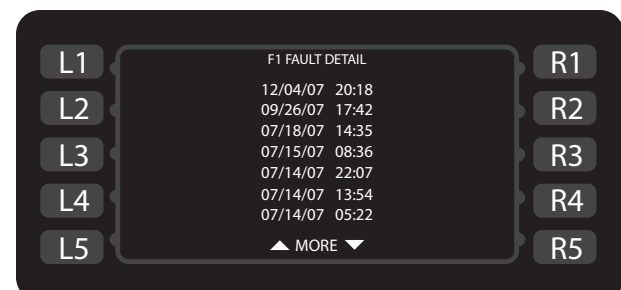 F1 FAULT DETAIL
L1 R1
12/04/07 20:18
L2 09/26/07 17:42 R2
07/18/07 14:35
L3 07/15/07 08:36 R3
07/14/07 22:07
L4 07/14/07 13:54 R4
07/14/07 05:22
L5 ▲ MORE ▼ R5